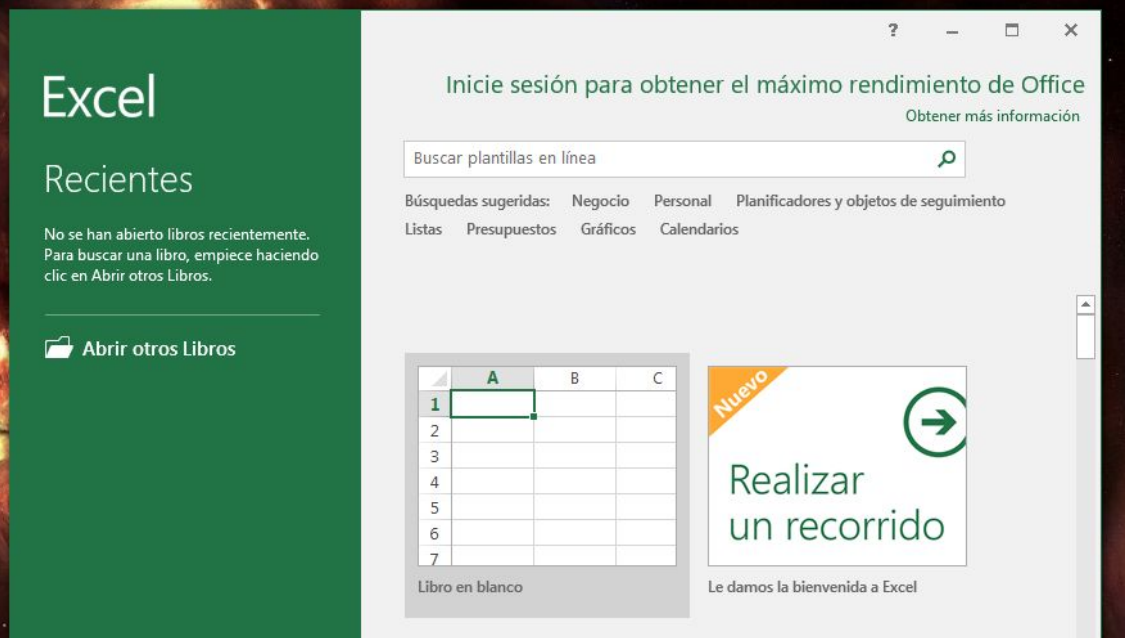 ?
Excel
Inicie sesión para obtener el máximo rendimiento de Office
Obtener más información
Recientes
No se han abierto libros recientemente.
Para buscar una libro, empiece haciendo
clic en Abrir otros Libros.
Abrir otros Libros
Buscar plantillas en línea
Búsquedas sugeridas: Negocio Personal Planificadores y objetos de seguimiento
Listas Presupuestos Gráficos Calendarios
A B C
1
2
3
4
5
6
7
Libro en blanco
Nuevo
Realizar
un recorrido
Le damos la bienvenida a Excel